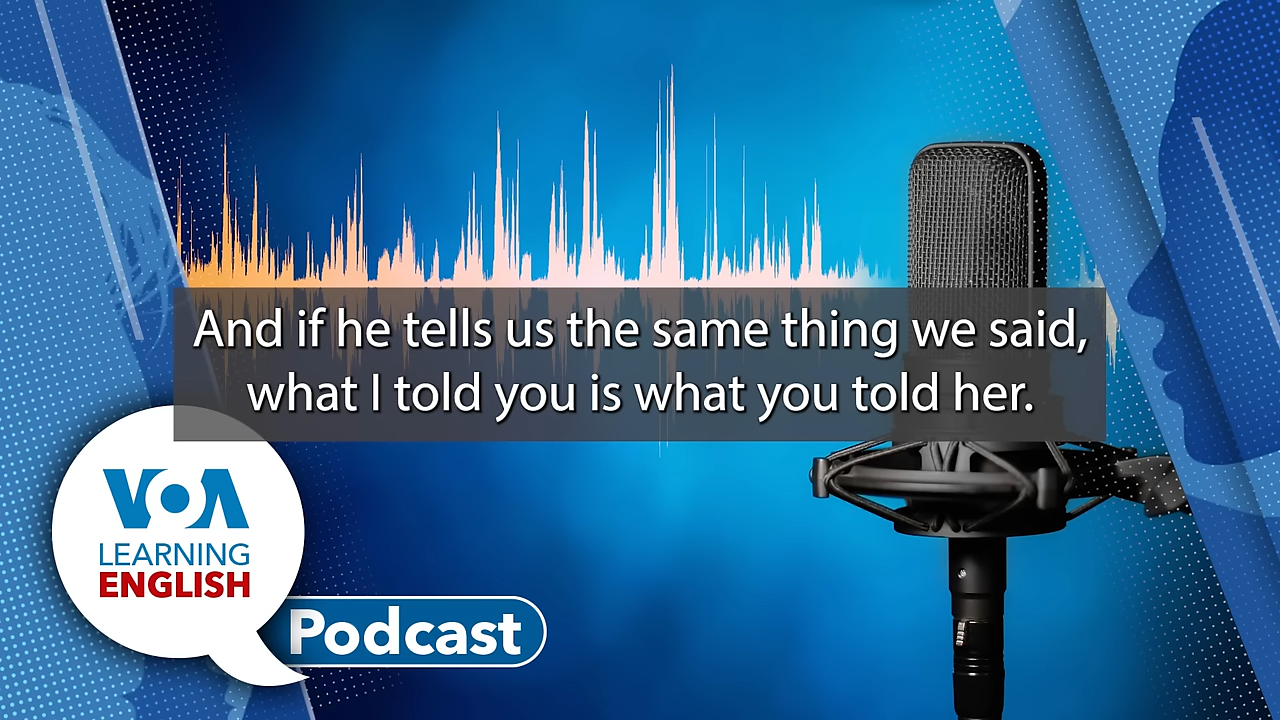 And if he tells us the same thing we said,
what I told you is what you told her.
VOA
LEARNING
ENGLISH
Podcast